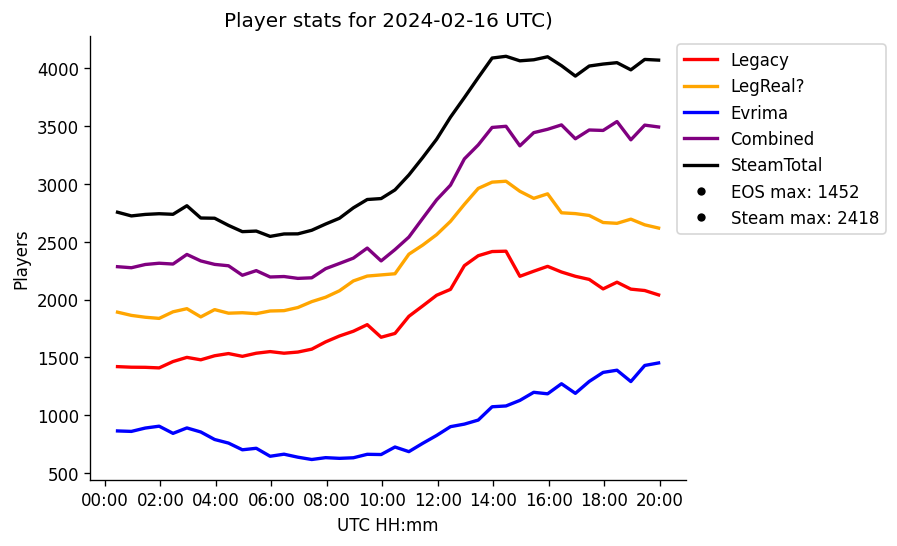 Player stats for 2024-02-16 UTC)
Players
4000
3500
3000
2500
2000
1500
1000
500
00:00 02:00 04:00 06:00 08:00 10:00 12:00 14:00 16:00 18:00 20:00
UTC HH:mm
Legacy
LegReal?
Evrima
Combined
SteamTotal
EOS max: 1452
Steam max: 2418